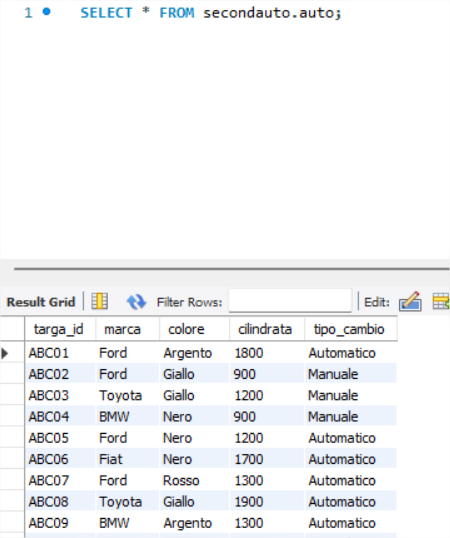 1 SELECT * FROM secondauto.auto;
Result Grid Filter Rows: Edit:
targa_id marca colore cilindrata tipo_cambio
ABC01 Ford Argento 1800 Automatico
ABC02 Ford Giallo 900 Manuale
ABC03 Toyota Giallo 1200 Manuale
ABC04 BMW Nero 900 Manuale
ABC05 Ford Nero 1200 Automatico
ABC06 Fiat Nero 1700 Automatico
ABC07 Ford Rosso 1300 Automatico
ABC08 Toyota Giallo 1900 Automatico
ABC09 BMW Argento 1300 Automatico